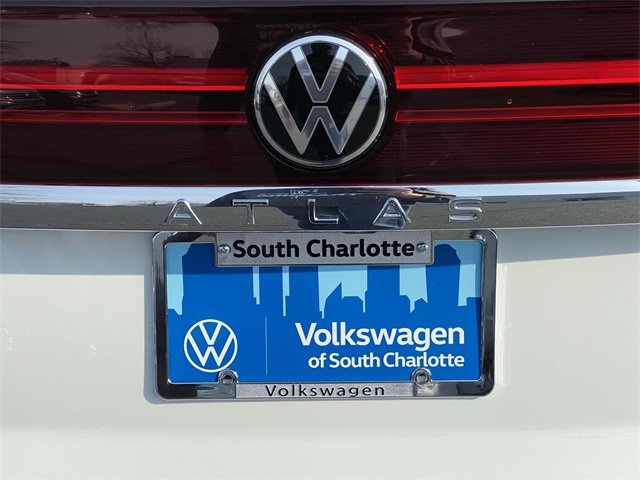 ATLAS
South Charlotte
Volkswagen
of South Charlotte
Volkswagen